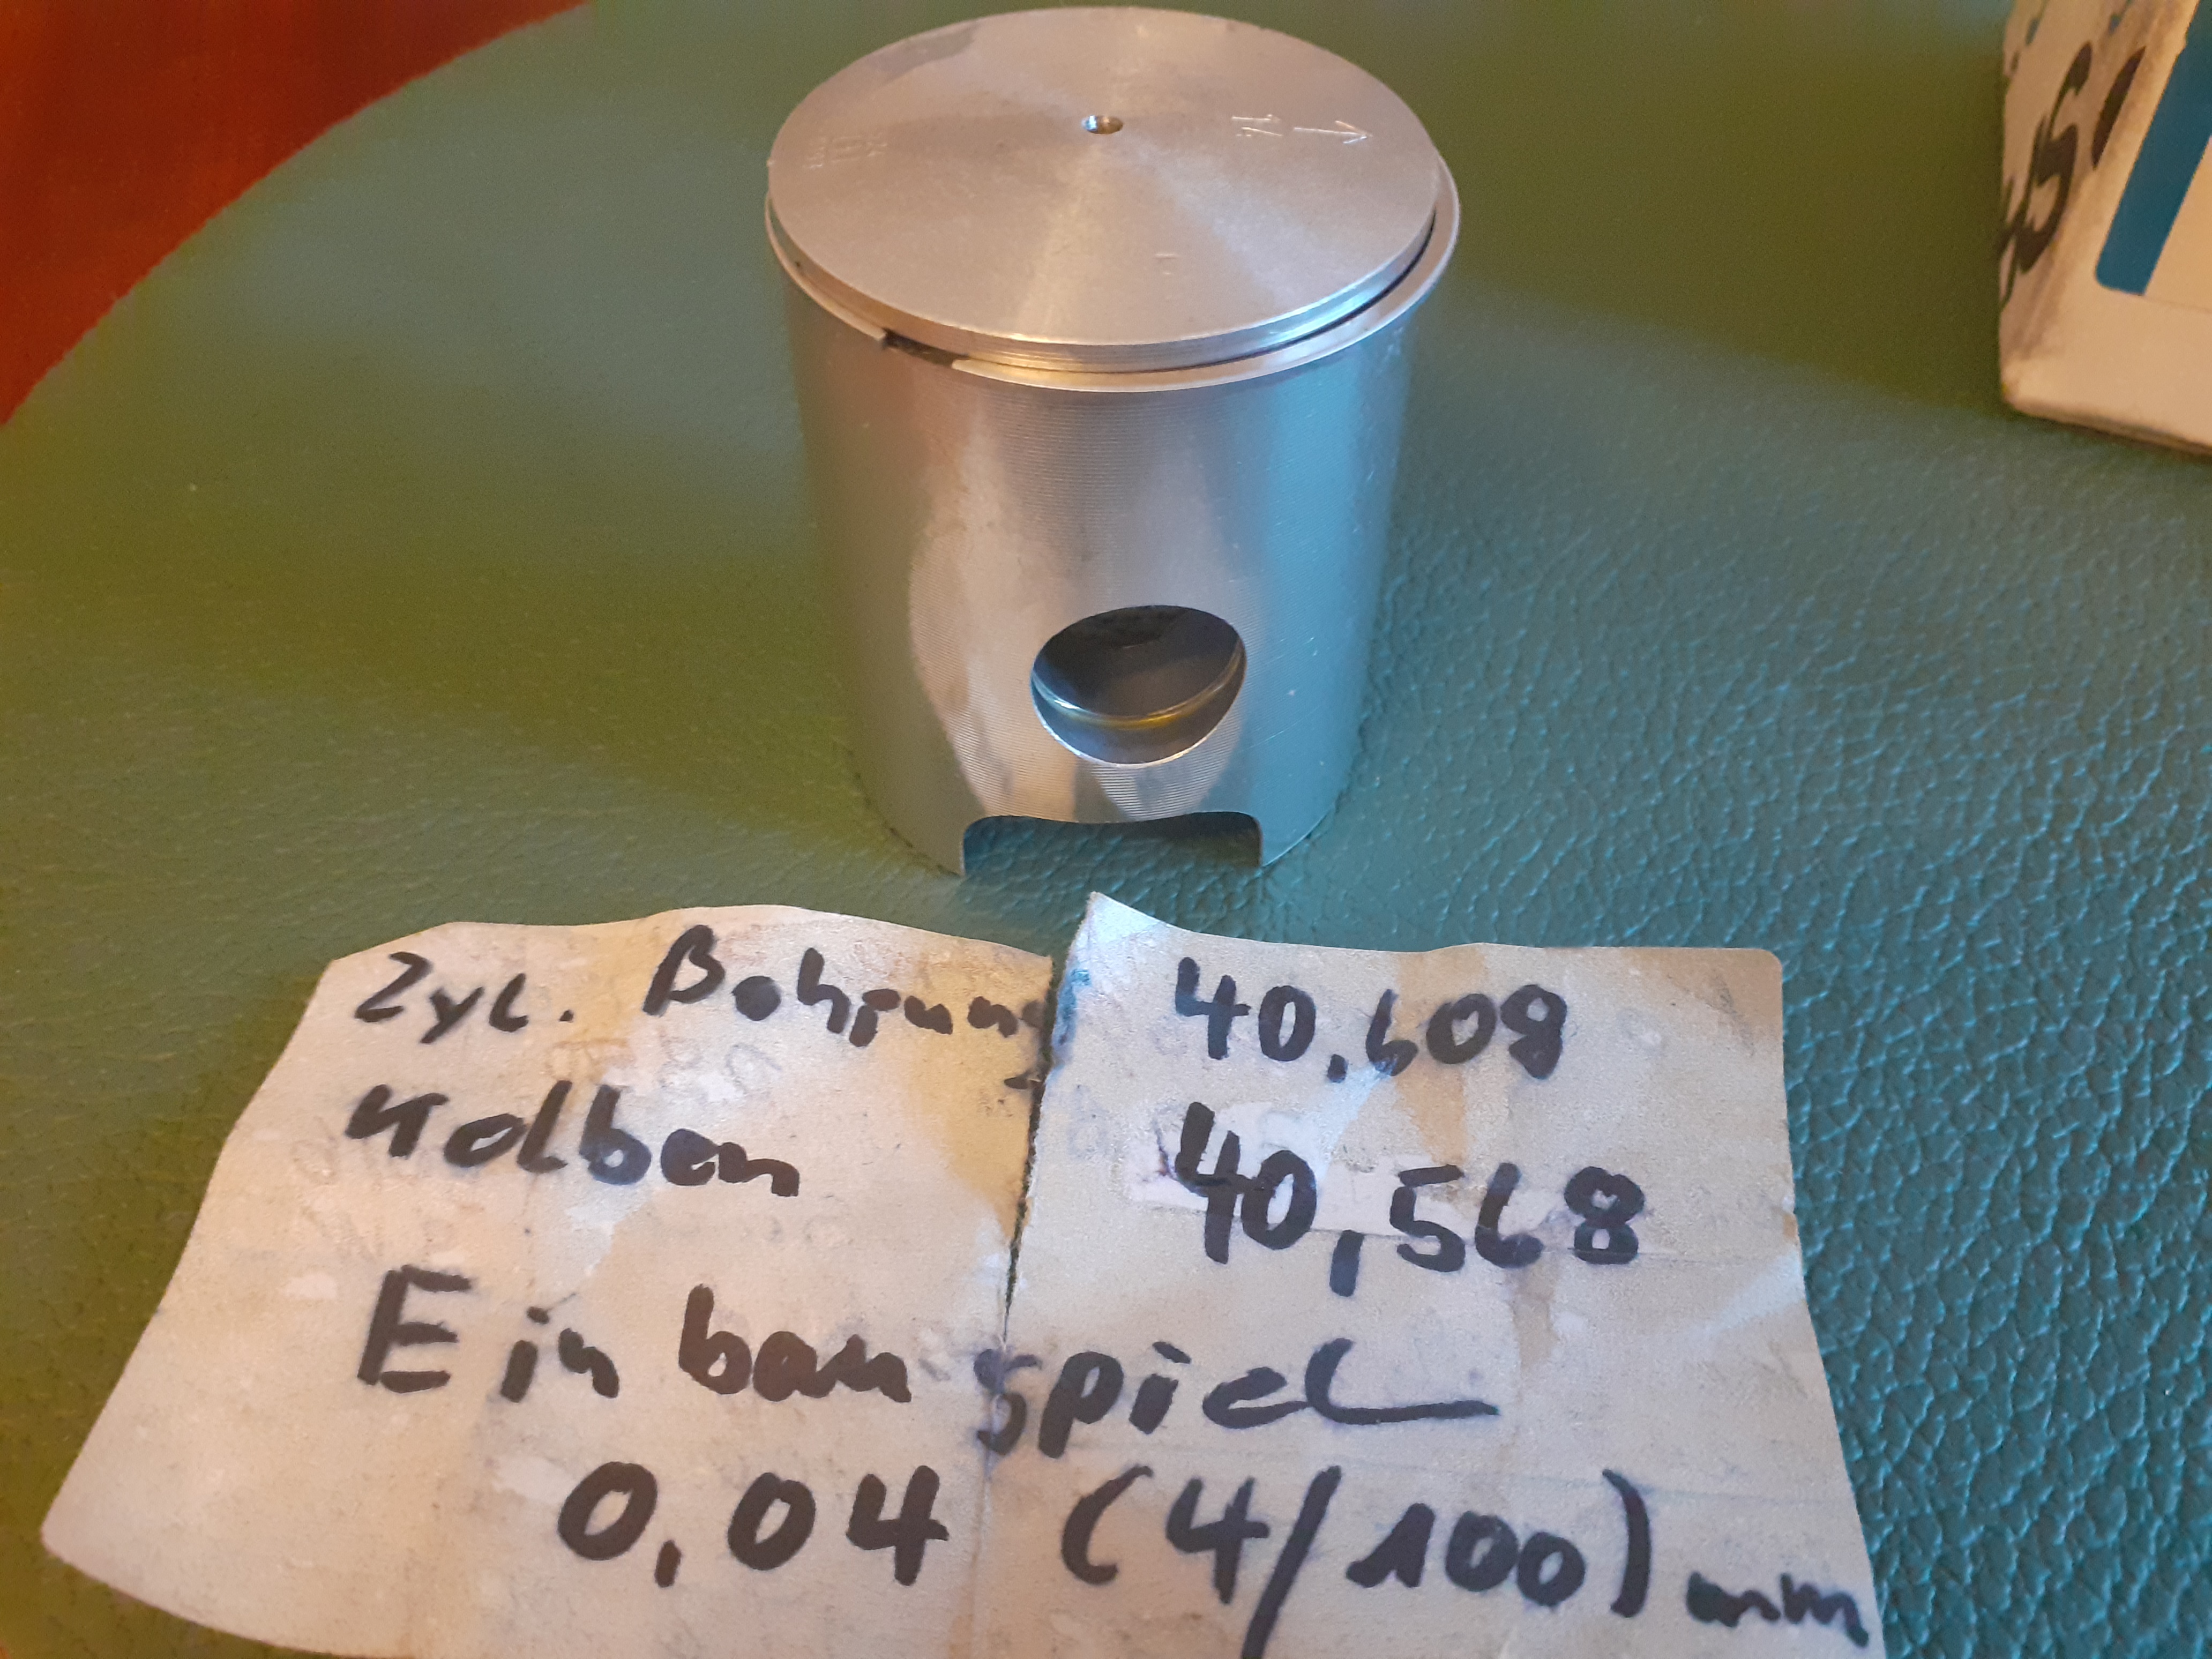 Zyl. Bohrung 40,608
Kolben 40,568
Einbauspiel
0,04 (4/100) mm